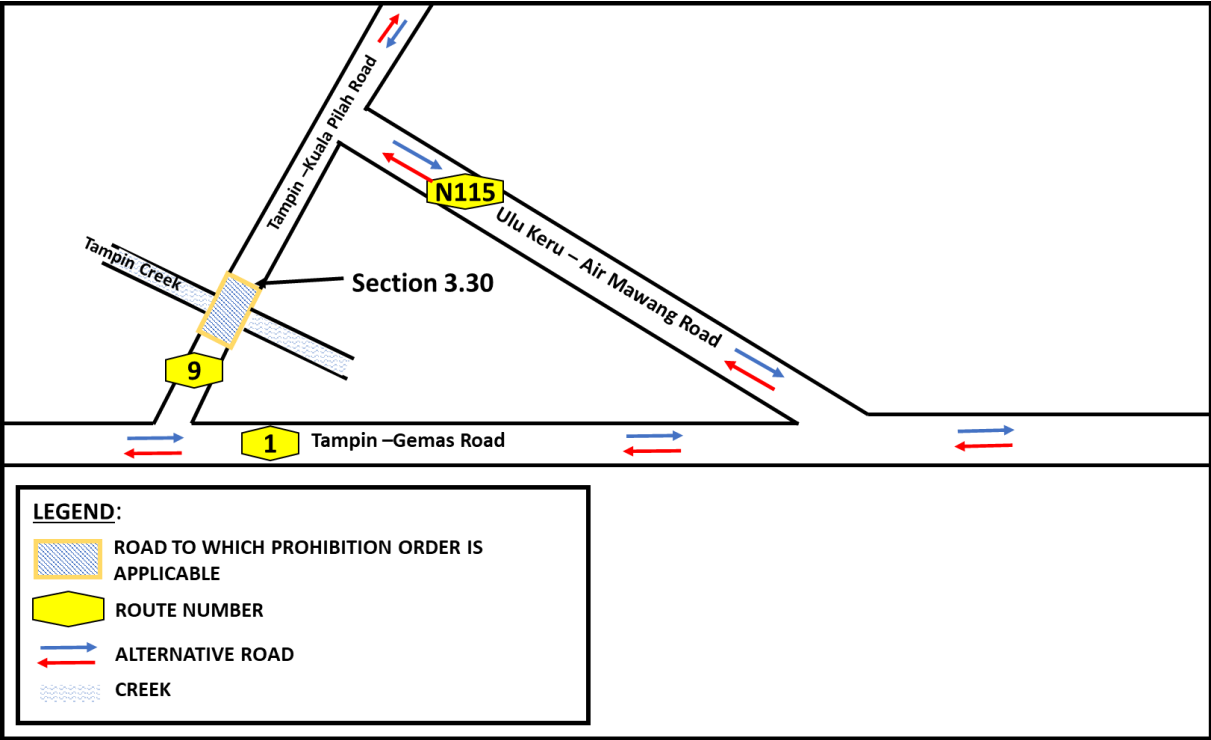 Tampin –Kuala Pilah Road
N115
Ulu Keru – Air Mawang Road
Tampin Creek
Section 3.30
9
1
Tampin –Gemas Road
LEGEND:
ROAD TO WHICH PROHIBITION ORDER IS
APPLICABLE
ROUTE NUMBER
ALTERNATIVE ROAD
CREEK